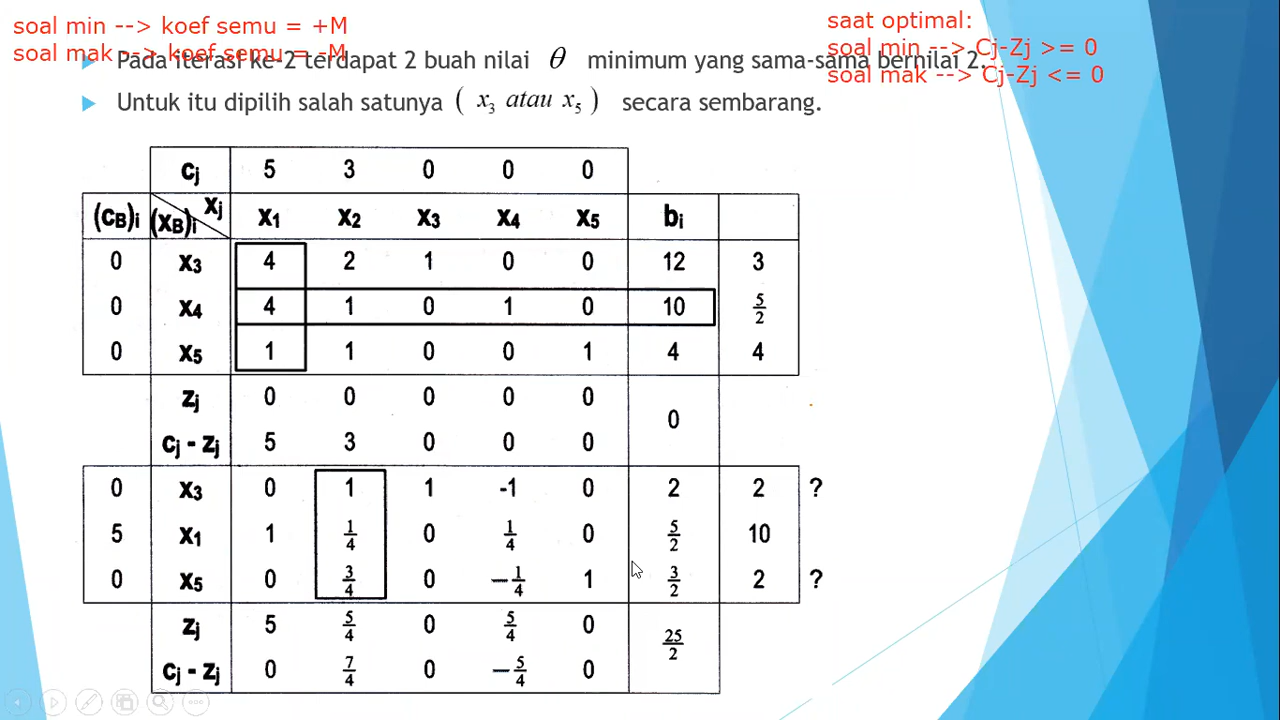 soal min --> koef semu = +M
soal mak --> koef semu = -M
saat optimal:
soal min --> Cj-Zj >= 0
soal mak --> Cj-Zj <= 0
Pada iterasi ke-2 terdapat 2 buah nilai θ minimum yang sama-sama bernilai 2.
Untuk itu dipilih salah satunya ( x₃ atau x₅ ) secara sembarang.
cj 5 3 0 0 0
(cB)i (xB)i xj x1 x2 x3 x4 x5 bi
0 x3 4 2 1 0 0 12 3
0 x4 4 1 0 1 0 10 5/2
0 x5 1 1 0 0 1 4 4
zj 0 0 0 0 0 0
cj - zj 5 3 0 0 0
0 x3 0 1 1 -1 0 2 2 ?
5 x1 1 1/4 0 1/4 0 5/2 10
0 x5 0 3/4 0 -1/4 1 3/2 2 ?
zj 5 5/4 0 5/4 0 25/2
cj - zj 0 7/4 0 -5/4 0